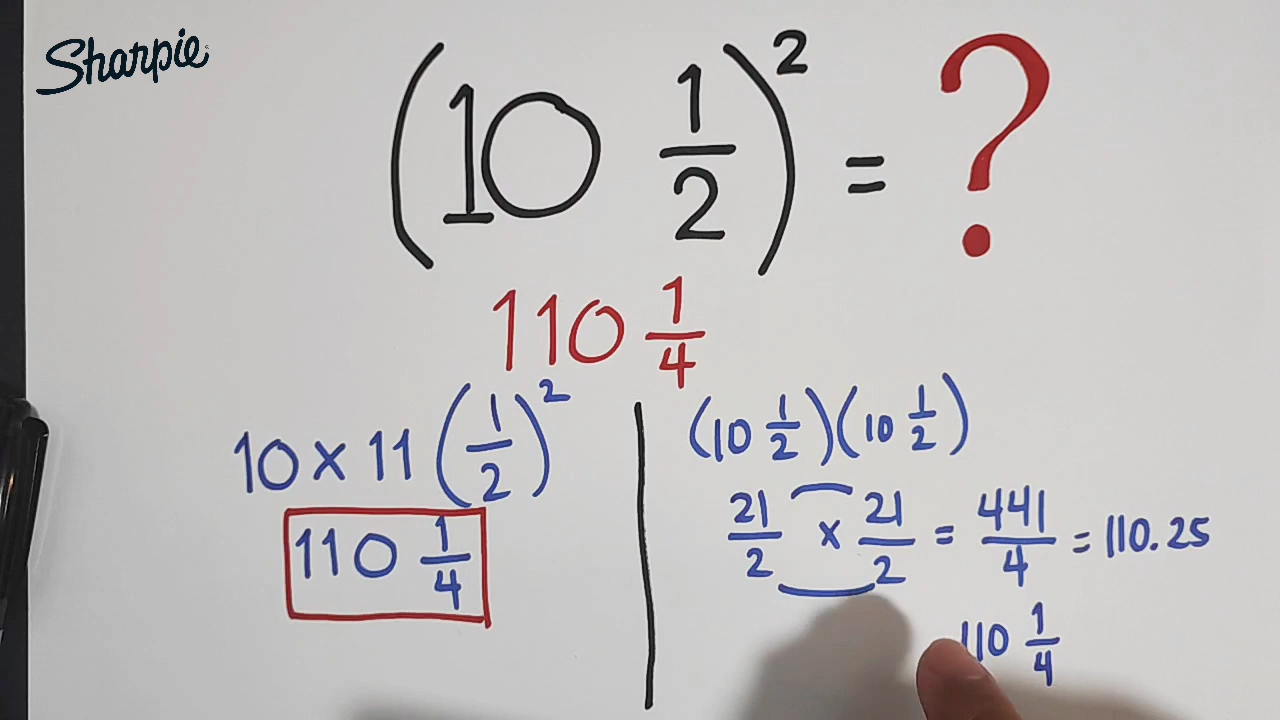 Sharpie
(10 1/2)² = ?
110 1/4
10 x 11 (1/2)²
110 1/4
(10 1/2)(10 1/2)
21/2 x 21/2 = 441/4 = 110.25
110 1/4